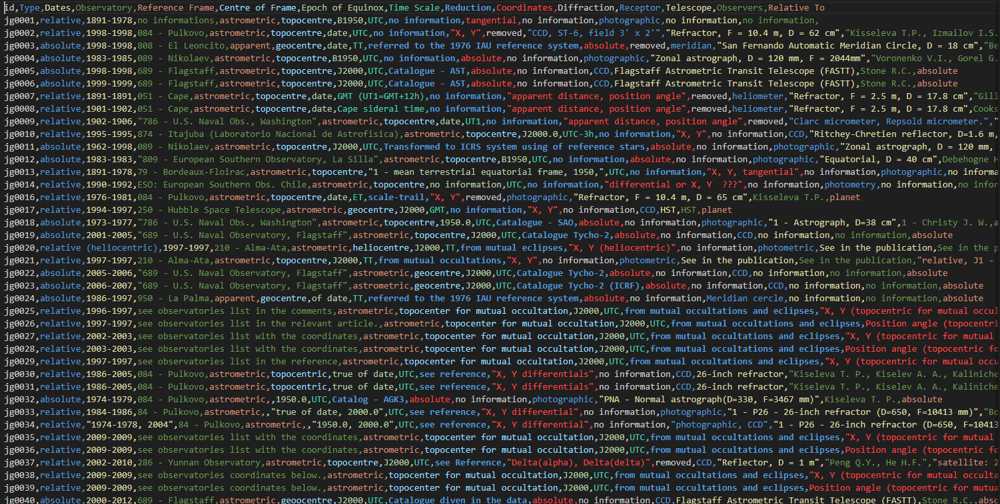 id,Type,Dates,Observatory,Reference Frame,Centre of Frame,Epoch of Equinox,Time Scale,Reduction,Coordinates,Diffraction,Receptor,Telescope,Observers,Relative To
jg0001,relative,1891-1978,no informations,astrometric,topocentre,B1950,UTC,no information,tangential,no information,photographic,no information,no information,
jg0002,relative,1998-1998,084 - Pulkovo,astrometric,topocentre,date,UTC,no information,"X, Y",removed,"CCD, ST-6, field 3' x 2'","Refractor, F = 10.4 m, D = 62 cm","Kisseleva T.P., Izmailov I.S.
jg0003,absolute,1998-1998,808 - El Leoncito,apparent,geocentre,date,TT,referred to the 1976 IAU reference system,absolute,removed,meridian,"San Fernando Automatic Meridian Circle, D = 18 cm","Be
jg0004,absolute,1983-1985,089 - Nikolaev,astrometric,topocentre,B1950,UTC,no information,absolute,no information,photographic,"Zonal astrograph, D = 120 mm, F = 2044mm","Voronenko V.I., Gorel G.
jg0005,absolute,1998-1998,689 - Flagstaff,astrometric,topocentre,J2000,UTC,Catalogue - AST,absolute,no information,CCD,Flagstaff Astrometric Transit Telescope (FASTT),Stone R.C.,absolute
jg0006,absolute,1999-1999,689 - Flagstaff,astrometric,topocentre,J2000,UTC,Catalogue - AST,absolute,no information,CCD,Flagstaff Astrometric Transit Telescope (FASTT),Stone R.C.,absolute
jg0007,relative,1891-1891,051 - Cape,astrometric,topocentre,date,GMT (UT1=GMT+12h),no information,"apparent distance, position angle",removed,heliometer,"Refractor, F = 2.5 m, D = 17.8 cm","Gill
jg0008,relative,1901-1902,051 - Cape,astrometric,topocentre,date,Cape sideral time,no information,"apparent distance, position angle",removed,heliometer,"Refractor, F = 2.5 m, D = 17.8 cm",Cooks
jg0009,relative,1902-1906,"786 - U.S. Naval Obs., Washington",astrometric,topocentre,date,UT1,no information,"apparent distance, position angle",removed,"Clarc micrometer, Repsold micrometer.","
jg0010,relative,1995-1995,874 - Itajuba (Laboratorio Nacional de Astrofisica),astrometric,topocentre,J2000.0,UTC-3h,no information,"X, Y",no information,CCD,"Ritchey-Chretien reflector, D=1.6 m,
jg0011,absolute,1962-1998,089 - Nikolaev,astrometric,topocentre,J2000,UTC,Transformed to ICRS system using of reference stars,absolute,no information,photographic,"Zonal astrograph, D = 120 mm,
jg0012,absolute,1983-1983,"809 - European Southern Observatory, La Silla",astrometric,topocentre,B1950,UTC,no information,absolute,no information,photographic,"Equatorial, D = 40 cm",Debehogne H
jg0013,relative,1891-1978,79 - Bordeaux-Floirac,astrometric,topocentre,"1 - mean terrestrial equatorial frame, 1950,",UTC,no information,"X, Y, tangential",no information,photographic,no informa
jg0014,relative,1990-1992,ESO: European Southern Obs. Chile,astrometric,topocentre,no information,UTC,no information,"differential or X, Y  ???",no information,photometry,no information,no infor
jg0016,relative,1976-1981,084 - Pulkovo,astrometric,topocentre,date,ET,scale-trail,"X, Y",removed,photographic,"Refractor, F = 10.4 m, D = 65 cm",Kisseleva T.P.,planet
jg0017,relative,1994-1997,250 - Hubble Space Telescope,astrometric,geocentre,J2000,GMT,no information,"X, Y",no information,CCD,HST,HST,planet
jg0018,absolute,1973-1977,"786 - U.S. Naval Obs., Washington",astrometric,topocentre,1950.0,UTC,Catalogue - SAO,absolute,no information,photographic,"1 - Astrograph, D=38 cm",1 - Christy J. W.,a
jg0019,absolute,2001-2005,"689 - U.S. Naval Observatory, Flagstaff",astrometric,topocentre,J2000,UTC,Catalogue Tycho-2,absolute,no information,CCD,no information,no information,absolute
jg0020,relative (heliocentric),1997-1997,210 - Alma-Ata,astrometric,heliocentre,J2000,TT,from mutual eclipses,"X, Y (heliocentric)",no information,photometric,See in the publication,See in the p
jg0021,relative,1997-1997,210 - Alma-Ata,astrometric,topocentre,J2000,TT,from mutual occultations,"X, Y",no information,photometric,See in the publication,See in the publication,"relative, J1 -
jg0022,absolute,2005-2006,"689 - U.S. Naval Observatory, Flagstaff",astrometric,geocentre,J2000,UTC,Catalogue Tycho-2,absolute,no information,CCD,no information,no information,absolute
jg0023,absolute,2006-2007,"689 - U.S. Naval Observatory, Flagstaff",astrometric,geocentre,J2000,UTC,Catalogue Tycho-2 (ICRF),absolute,no information,CCD,no information,no information,absolute
jg0024,absolute,1986-1997,950 - La Palma,apparent,geocentre,of date,TT,referred to the 1976 IAU reference system,absolute,no information,Meridian cercle,no information,no information,absolute
jg0025,relative,1996-1997,see observatories list in the comments,astrometric,topocenter for mutual occultation,J2000,UTC,from mutual occultations and eclipses,"X, Y (topocentric for mutual occul
jg0026,relative,1997-1997,see observatories list in the relevant article.,astrometric,topocenter for mutual occultation,J2000,UTC,from mutual occultations and eclipses,Position angle (topocentri
jg0027,relative,2002-2003,see observatories list with the coordinates,astrometric,topocenter for mutual occultation,J2000,UTC,from mutual occultations and eclipses,"X, Y (topocentric for mutual
jg0028,relative,2003-2003,see observatories list with the coordinates,astrometric,topocenter for mutual occultation,J2000,UTC,from mutual occultations and eclipses,Position angle (topocentric fo
jg0029,relative,1997-1997,see observatories list in the reference,astrometric,topocenter for mutual occultation,J2000,UTC,from mutual occultations and eclipses,"X, Y (topocentric for mutual occu
jg0030,relative,1986-2005,084 - Pulkovo,astrometric,topocentric,true of date,UTC,see reference,"X, Y differentials",no information,CCD,26-inch refractor,"Kiseleva T. P., Kiselev A. A., Kaliniche
jg0031,relative,1986-2005,084 - Pulkovo,astrometric,topocentric,true of date,UTC,see reference,"X, Y differentials",no information,CCD,26-inch refractor,"Kiseleva T. P., Kiselev A. A., Kaliniche
jg0032,absolute,1974-1979,084 - Pulkovo,astrometric,,1950.0,UTC,Catalog - AGK3,absolute,no information,photographic,"PNA - Normal astrograph(D=330, F=3467 mm)",Kiseleva T. P.,absolute
jg0033,relative,1984-1986,84 - Pulkovo,astrometric,,"true of date, 2000.0",UTC,see reference,"X, Y differential",no information,photographic,"1 - P26 - 26-inch refractor (D=650, F=10413 mm)","Bo
jg0034,relative,"1974-1978, 2004",84 - Pulkovo,astrometric,,"1950.0, 2000.0",UTC,see reference,"X, Y differential",no information,"photographic, CCD","1 - P26 - 26-inch refractor (D=650, F=10413
jg0035,relative,2009-2009,see observatories list with the coordinates,astrometric,topocenter for mutual occultation,J2000,UTC,from mutual occultations and eclipses,"X, Y (topocentric for mutual
jg0036,relative,2009-2009,see observatories list with the coordinates,astrometric,topocenter for mutual occultation,J2000,UTC,from mutual occultations and eclipses,Position angle (topocentric fo
jg0037,relative,2002-2010,286 - Yunnan Observatory,astrometric,topocentre,J2000,UTC,see Reference,"Delta(alpha), Delta(delta)",removed,CCD,"Reflector, D = 1 m","Peng Q.Y., He H.F.","satellite: 2
jg0038,relative,2009-2009,see observatories coordinates below.,astrometric,topocenter for mutual occultation,J2000,UTC,from mutual occultations and eclipses,"X, Y (topocentric for mutual occulta
jg0039,relative,2009-2009,see observatories coordinates below.,astrometric,topocenter for mutual occultation,J2000,UTC,from mutual occultations and eclipses,Position angle (topocentric for mutua
jg0040,absolute,2000-2012,689 - Flagstaff,astrometric,geocentre,J2000,UTC,Catalogue diven in the data,absolute,no information,CCD,Flagstaff Astrometric Transit Telescope (FASTT),Stone R.C.,abso